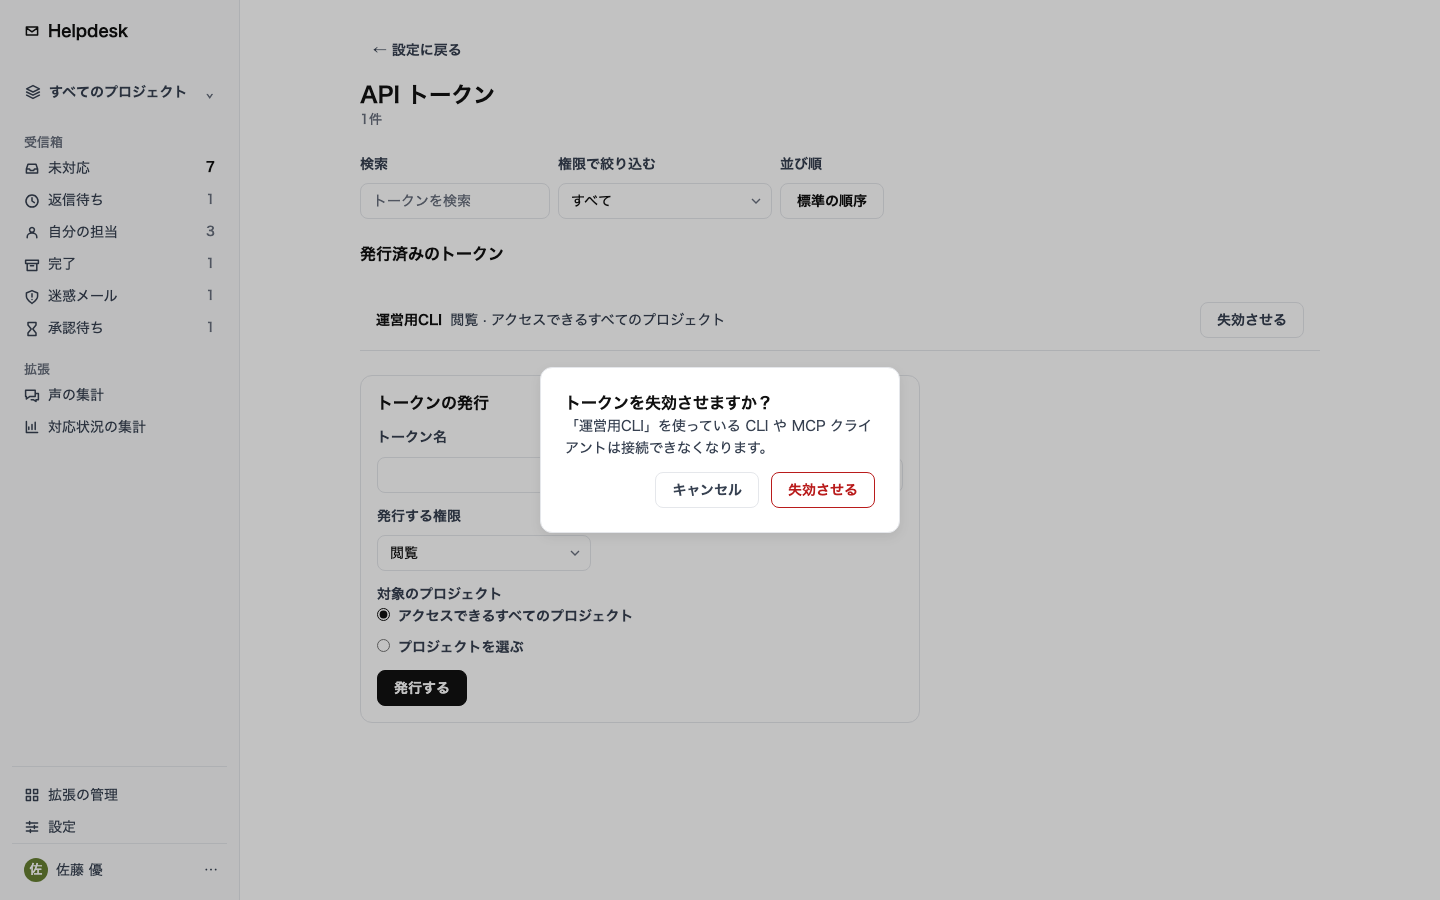 Helpdesk
すべてのプロジェクト
受信箱
未対応 7
返信待ち 1
自分の担当 3
完了 1
迷惑メール 1
承認待ち 1
拡張
声の集計
対応状況の集計
拡張の管理
設定
佐 佐藤 優 …
← 設定に戻る
API トークン
1件
検索 権限で絞り込む 並び順
トークンを検索 すべて 標準の順序
発行済みのトークン
運営用CLI 閲覧 · アクセスできるすべてのプロジェクト 失効させる
トークンの発行
トークン名
発行する権限
閲覧
対象のプロジェクト
アクセスできるすべてのプロジェクト
プロジェクトを選ぶ
発行する
トークンを失効させますか？
「運営用CLI」を使っている CLI や MCP クライ
アントは接続できなくなります。
キャンセル 失効させる